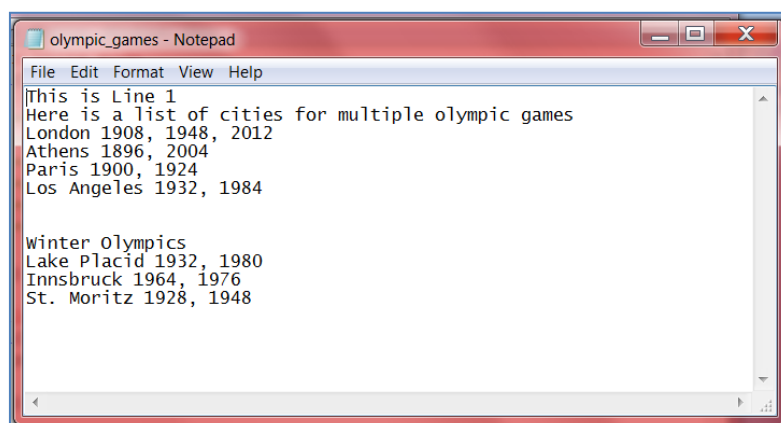 olympic_games - Notepad
File Edit Format View Help
This is Line 1
Here is a list of cities for multiple olympic games
London 1908, 1948, 2012
Athens 1896, 2004
Paris 1900, 1924
Los Angeles 1932, 1984
Winter Olympics
Lake Placid 1932, 1980
Innsbruck 1964, 1976
St. Moritz 1928, 1948